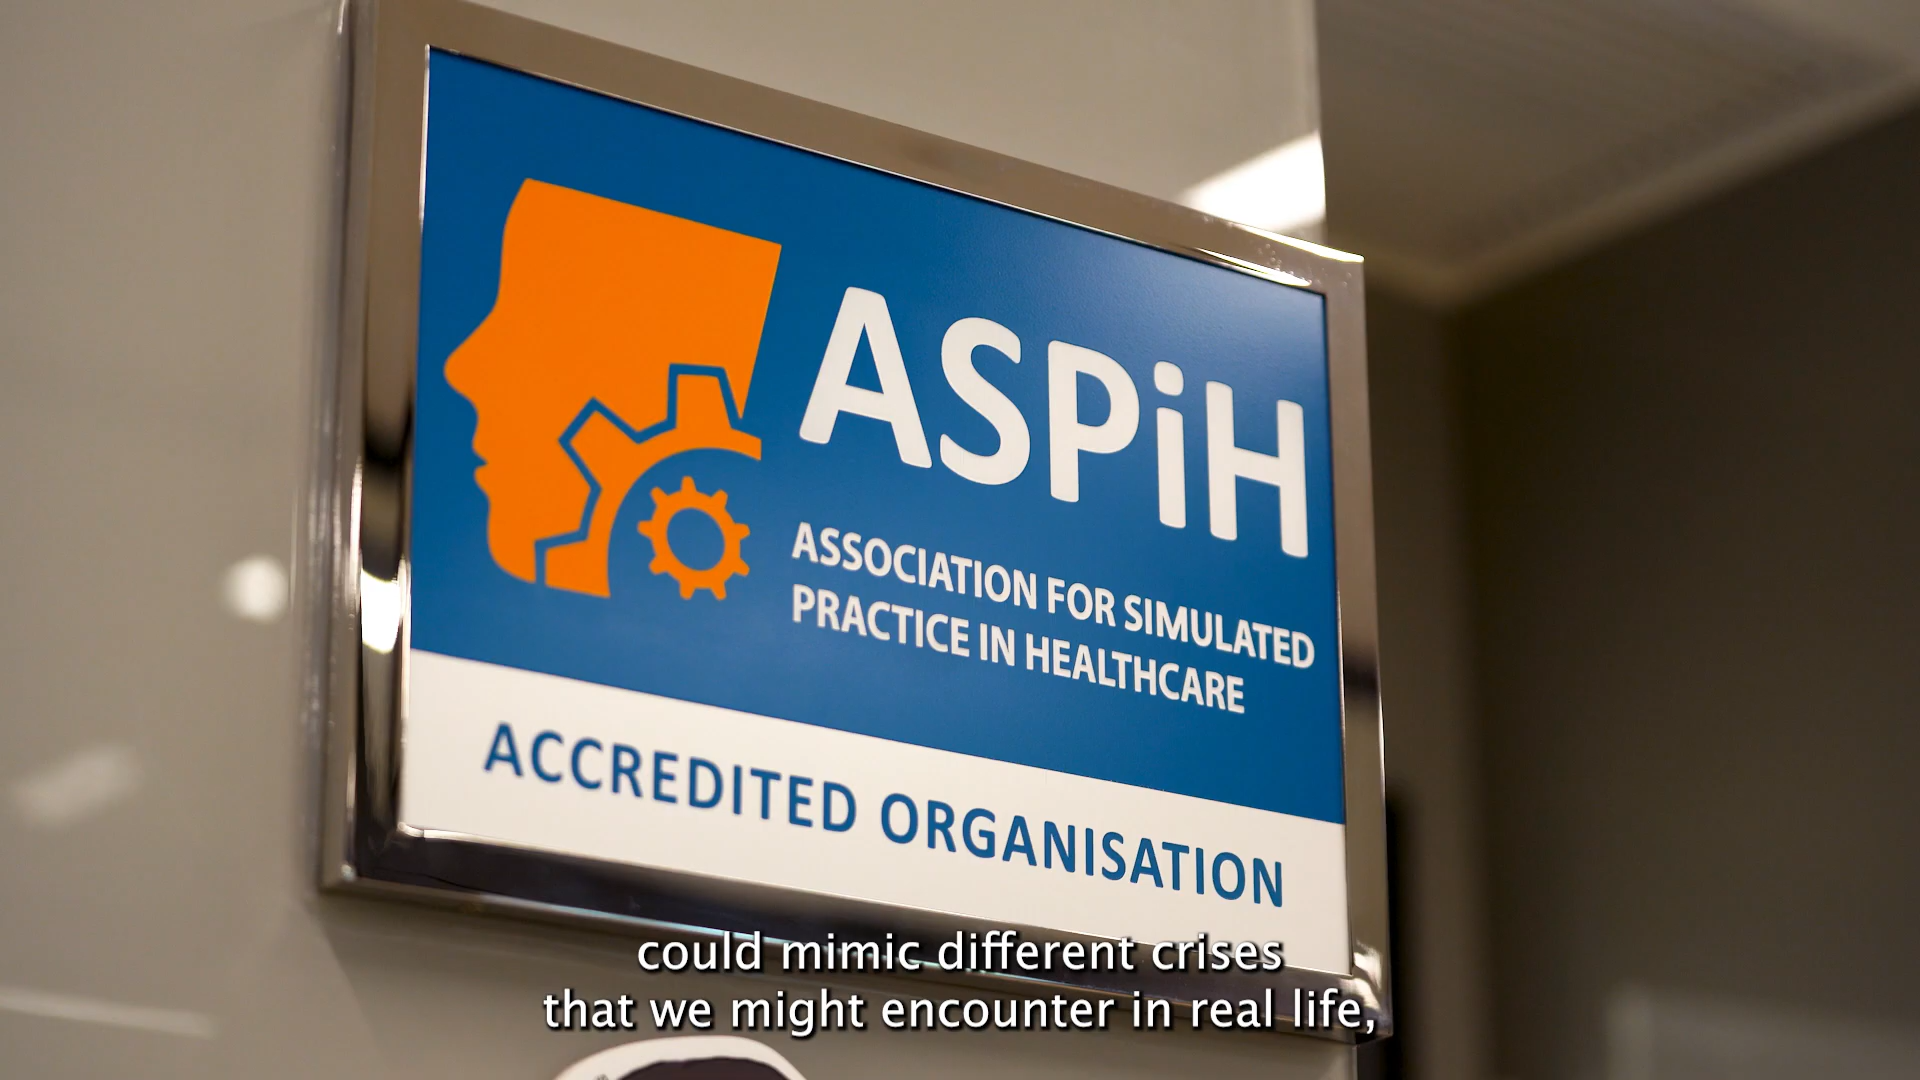 ASPiH
ASSOCIATION FOR SIMULATED
PRACTICE IN HEALTHCARE
ACCREDITED ORGANISATION
could mimic different crises
that we might encounter in real life,